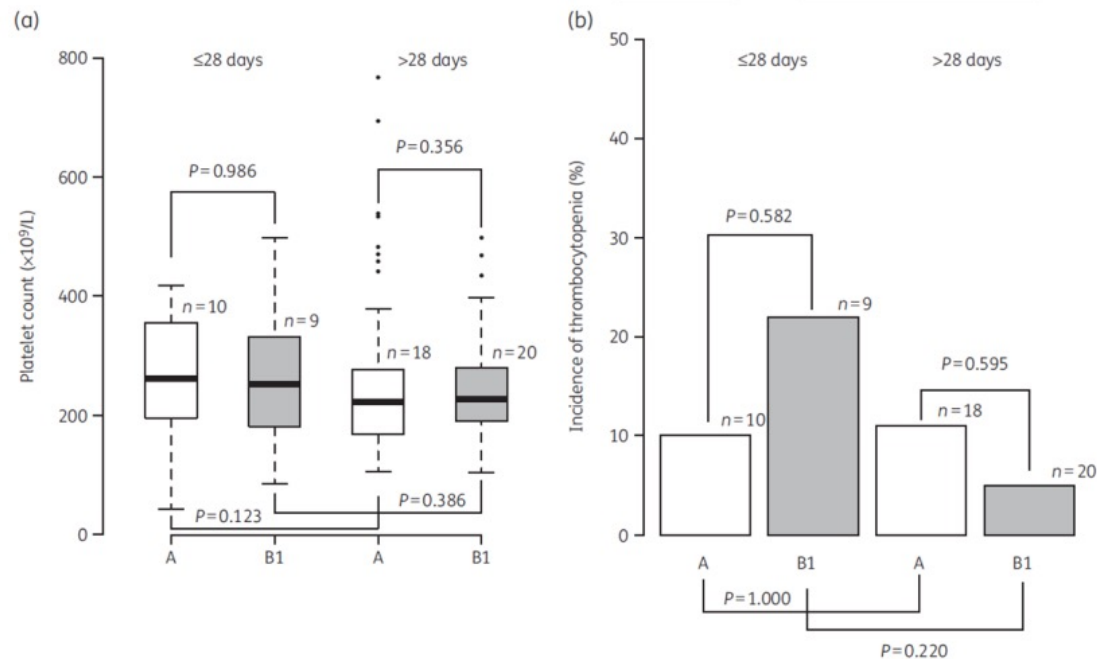 (a)
Platelet count (×10⁹/L)
800
600
400
200
0
≤28 days
>28 days
P=0.986
P=0.356
n=10
n=9
n=18
n=20
P=0.123
P=0.386
A
B1
A
B1
(b)
Incidence of thrombocytopenia (%)
50
40
30
20
10
0
≤28 days
>28 days
P=0.582
n=9
P=0.595
n=10
n=18
n=20
A
B1
A
B1
P=1.000
P=0.220